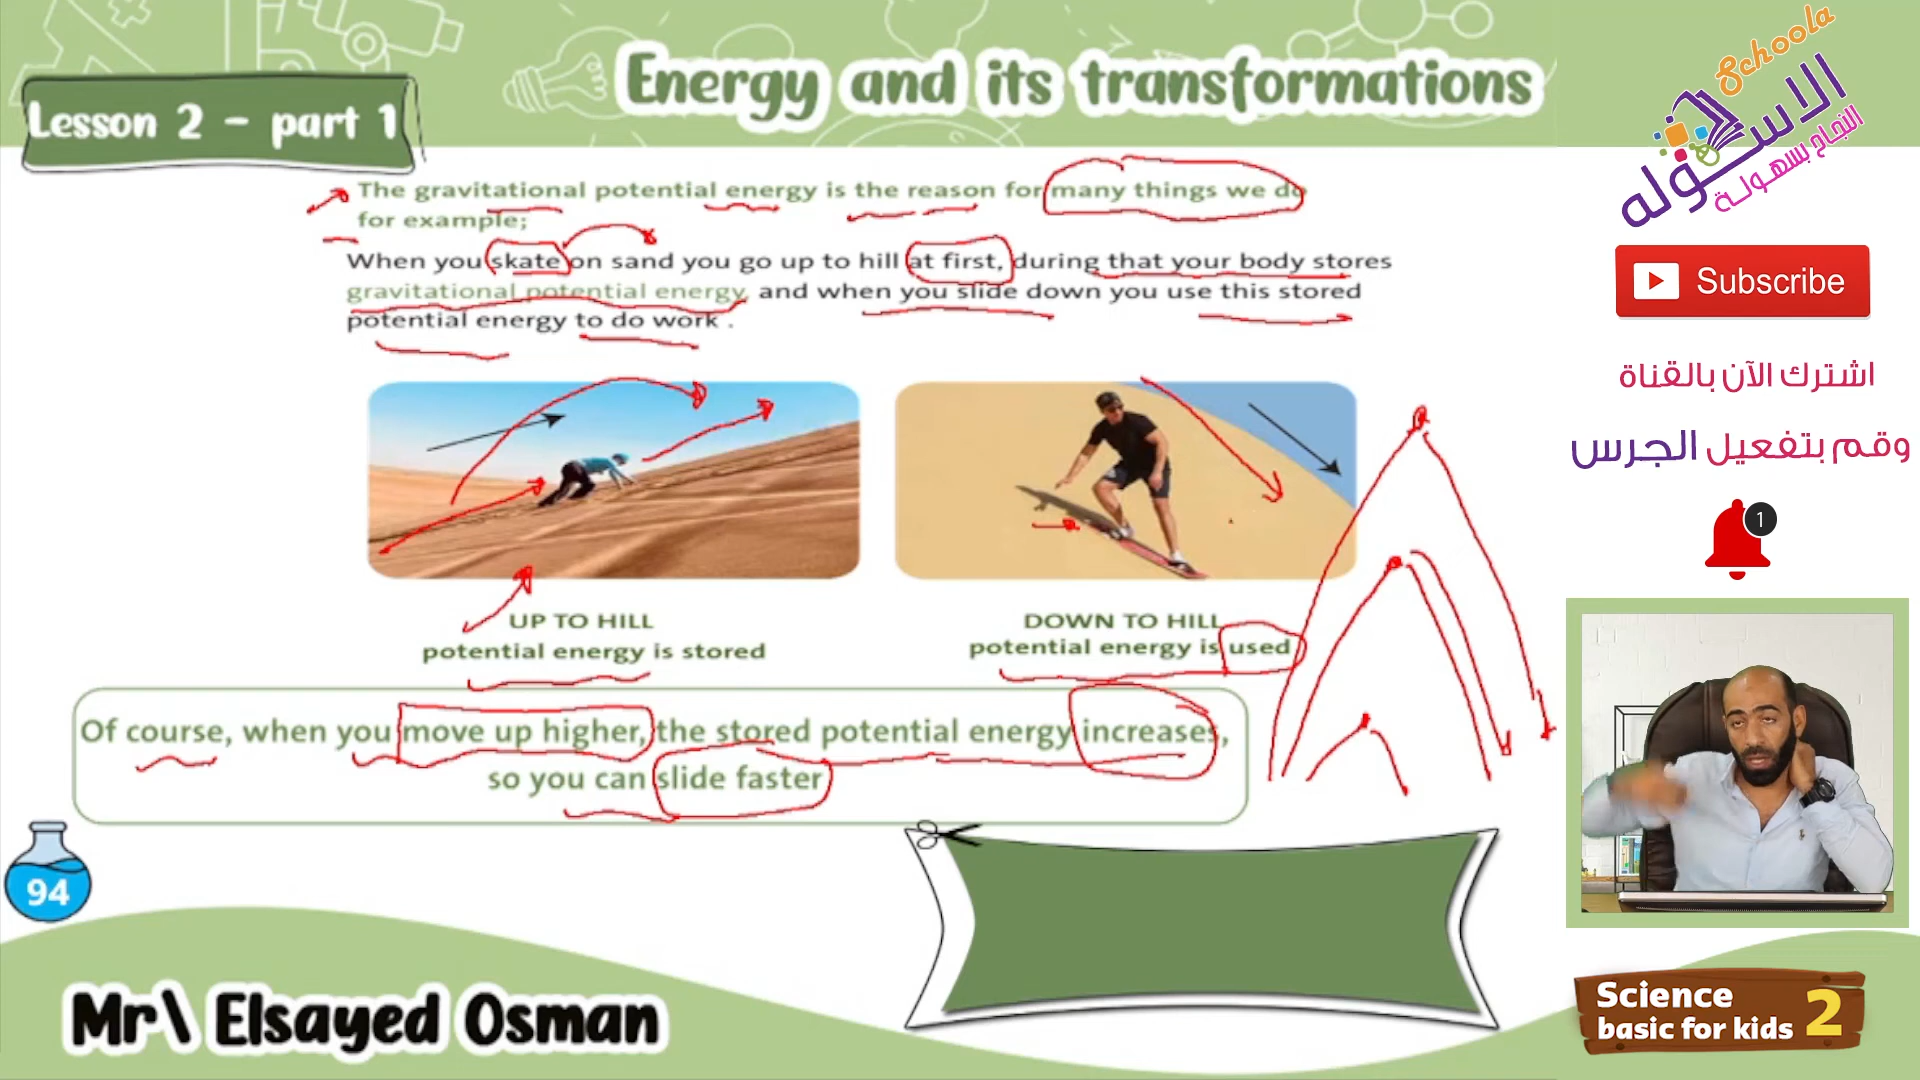 Energy and its transformations
Lesson 2 - part 1
The gravitational potential energy is the reason for many things we do
for example;
When you skate on sand you go up to hill at first, during that your body stores
gravitational potential energy, and when you slide down you use this stored
potential energy to do work .
UP TO HILL
potential energy is stored
DOWN TO HILL
potential energy is used
Of course, when you move up higher, the stored potential energy increases,
so you can slide faster
94
Mr\ Elsayed Osman
Schoola
الاسكوله
النجاح بسهولة
Subscribe
اشترك الآن بالقناة
وقم بتفعيل الجرس
1
Science
basic for kids 2